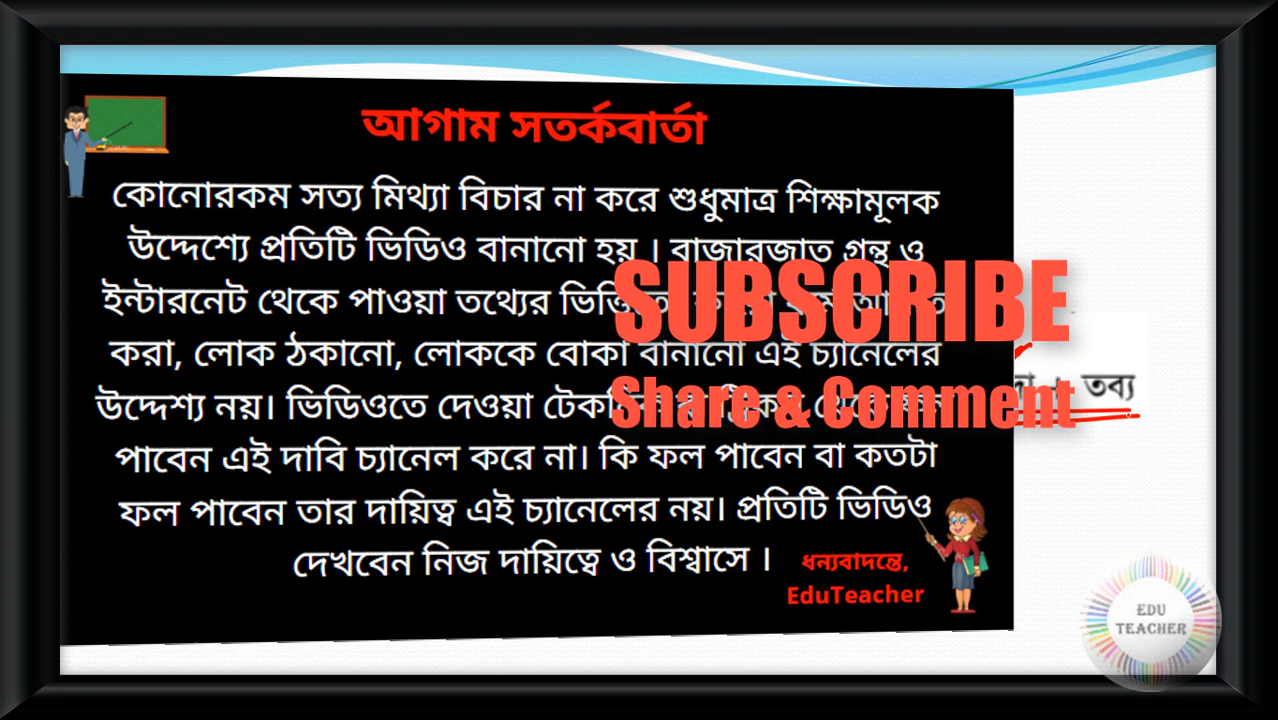 আগাম সতর্কবার্তা
কোনোরকম সত্য মিথ্যা বিচার না করে শুধুমাত্র শিক্ষামূলক
উদ্দেশ্যে প্রতিটি ভিডিও বানানো হয় । বাজারজাত গ্রন্থ ও
ইন্টারনেট থেকে পাওয়া তথ্যের
করা, লোক ঠকানো, লোককে বোকা বানানো এই চ্যানেলের
উদ্দেশ্য নয়। ভিডিওতে দেওয়া
পাবেন এই দাবি চ্যানেল করে না। কি ফল পাবেন বা কতটা
ফল পাবেন তার দায়িত্ব এই চ্যানেলের নয়। প্রতিটি ভিডিও
দেখবেন নিজ দায়িত্বে ও বিশ্বাসে ।
ধন্যবাদন্তে,
EduTeacher
SUBSCRIBE
Share & Comment
তব্য
EDU
TEACHER